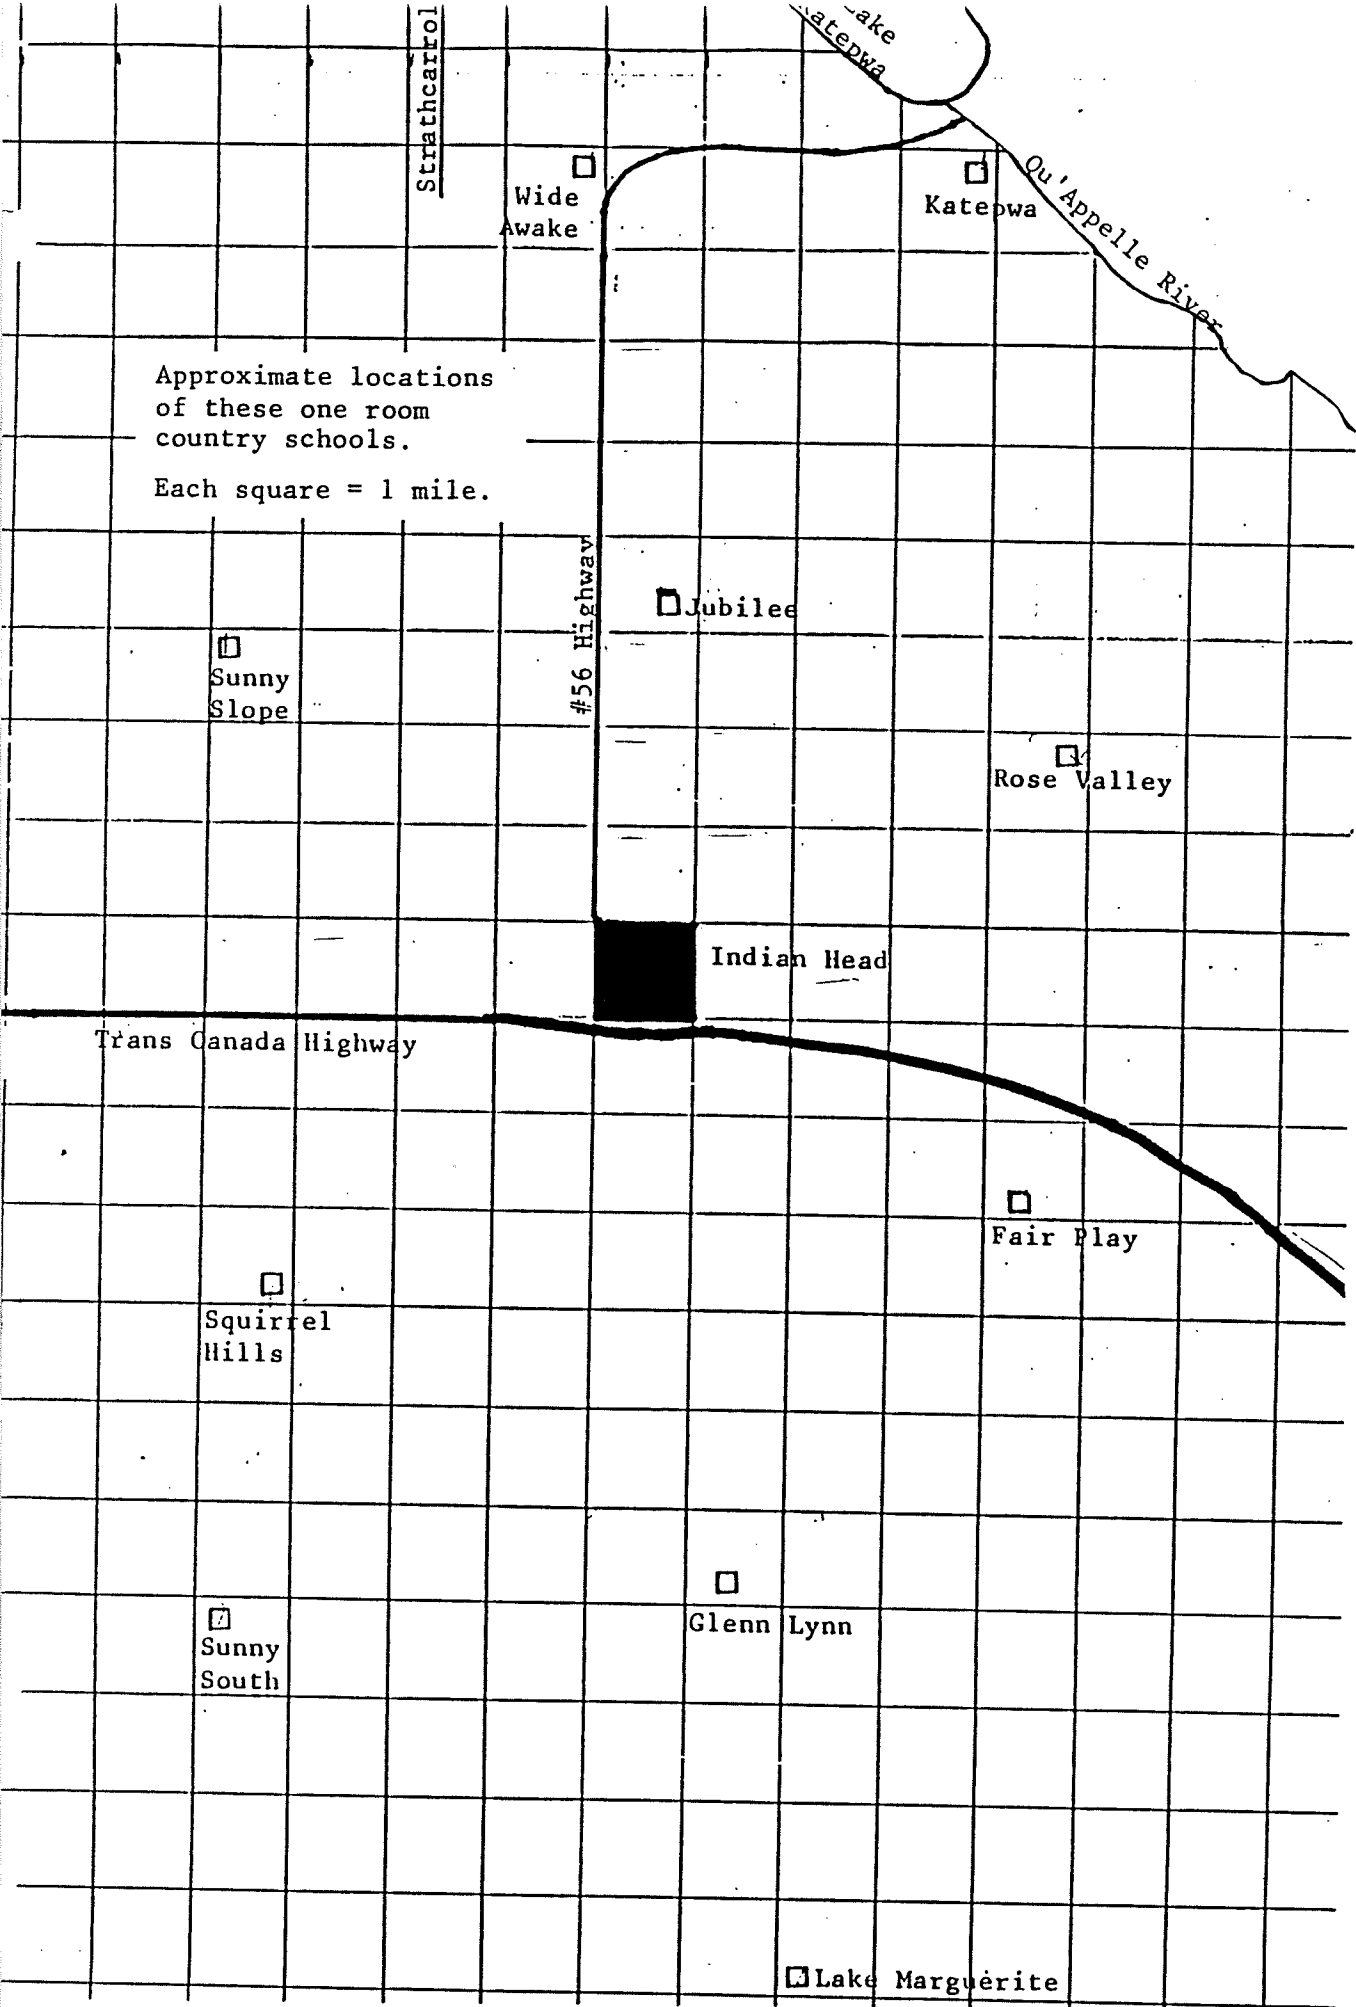 Lake
Katepwa
Strathcarrol
Wide
Awake
Katepwa
Qu'Appelle River
Approximate locations
of these one room
country schools.
Each square = 1 mile.
#56 Highway
Jubilee
Sunny
Slope
Rose Valley
Indian Head
Trans Canada Highway
Fair Play
Squirrel
Hills
Glenn Lynn
Sunny
South
Lake Marguerite